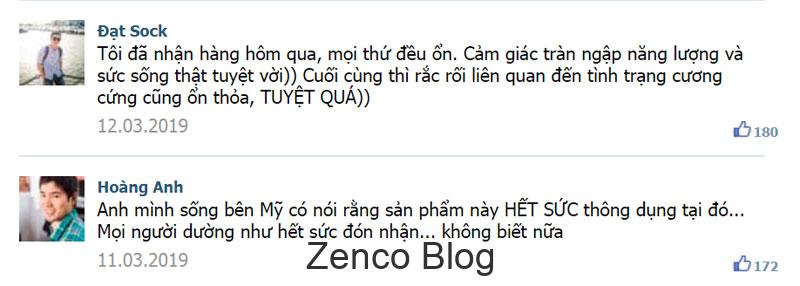 Đạt Sock
Tôi đã nhận hàng hôm qua, mọi thứ đều ổn. Cảm giác tràn ngập năng lượng và
sức sống thật tuyệt vời)) Cuối cùng thì rắc rối liên quan đến tình trạng cương
cứng cũng ổn thỏa, TUYỆT QUÁ))
12.03.2019
180
Hoàng Anh
Anh mình sống bên Mỹ có nói rằng sản phẩm này HẾT SỨC thông dụng tại đó...
Mọi người dường như hết sức đón nhận... không biết nữa
11.03.2019
Zenco Blog
172